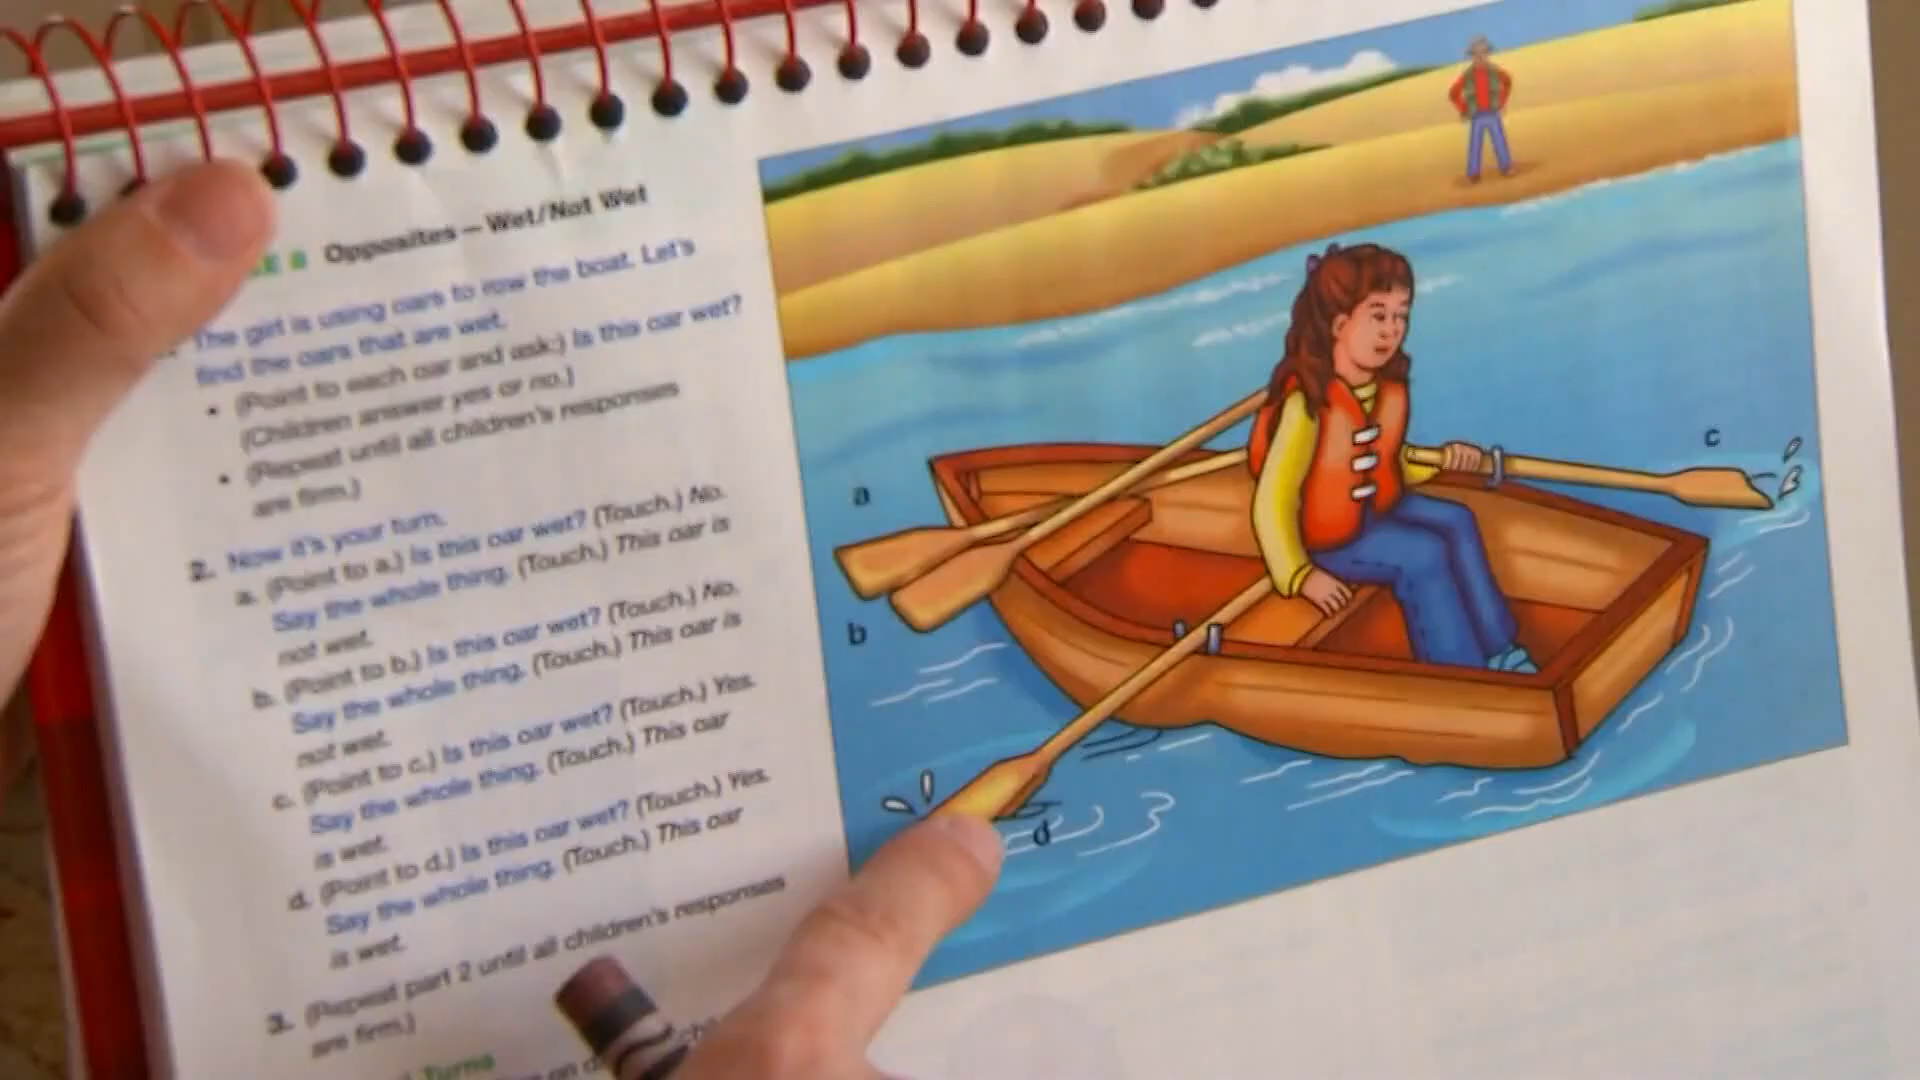 E 8 Opposites—Wet/Not Wet
The girl is using oars to row the boat. Let's
find the oars that are wet.
• (Point to each oar and ask:) Is this oar wet?
(Children answer yes or no.)
• (Repeat until all children's responses
are firm.)
2. Now it's your turn.
a. (Point to a.) Is this oar wet? (Touch.) No.
Say the whole thing. (Touch.) This oar is
not wet.
b. (Point to b.) Is this oar wet? (Touch.) No.
Say the whole thing. (Touch.) This oar is
not wet.
c. (Point to c.) Is this oar wet? (Touch.) Yes.
Say the whole thing. (Touch.) This oar
is wet.
d. (Point to d.) Is this oar wet? (Touch.) Yes.
Say the whole thing. (Touch.) This oar
is wet.
3. (Repeat part 2 until all children's responses
are firm.)
Turns
a
b
c
d